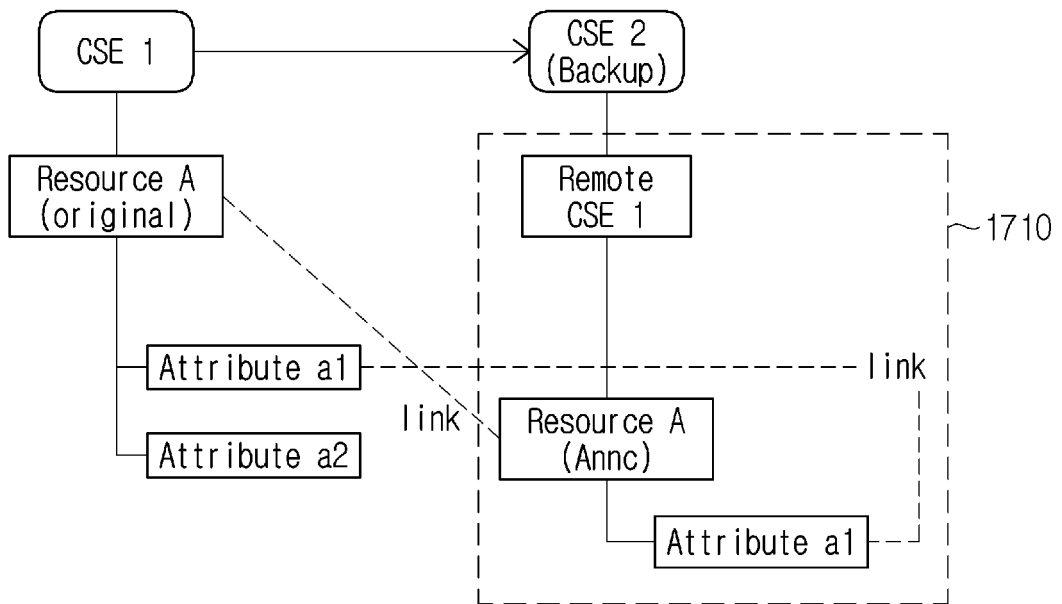 CSE 1
CSE 2
(Backup)
Resource A
(original)
Remote
CSE 1
1710
Attribute a1
link
link
Attribute a2
Resource A
(Annc)
Attribute a1